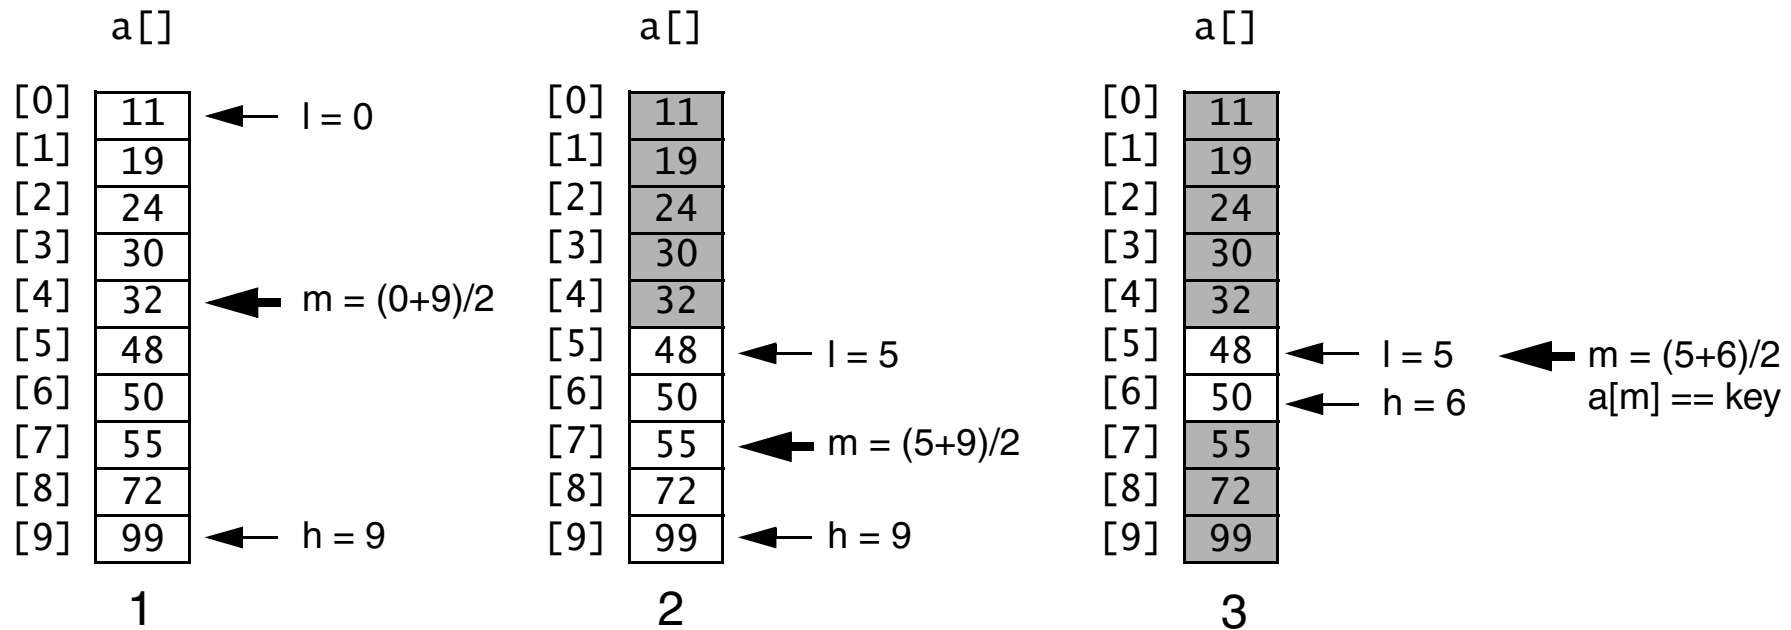 a[] a[] a[]
[0] 11 l = 0 [0] 11 [0] 11
[1] 19 [1] 19 [1] 19
[2] 24 [2] 24 [2] 24
[3] 30 [3] 30 [3] 30
[4] 32 m = (0+9)/2 [4] 32 [4] 32
[5] 48 [5] 48 l = 5 [5] 48 l = 5 m = (5+6)/2
[6] 50 [6] 50 [6] 50 h = 6 a[m] == key
[7] 55 [7] 55 m = (5+9)/2 [7] 55
[8] 72 [8] 72 [8] 72
[9] 99 h = 9 [9] 99 h = 9 [9] 99
1 2 3